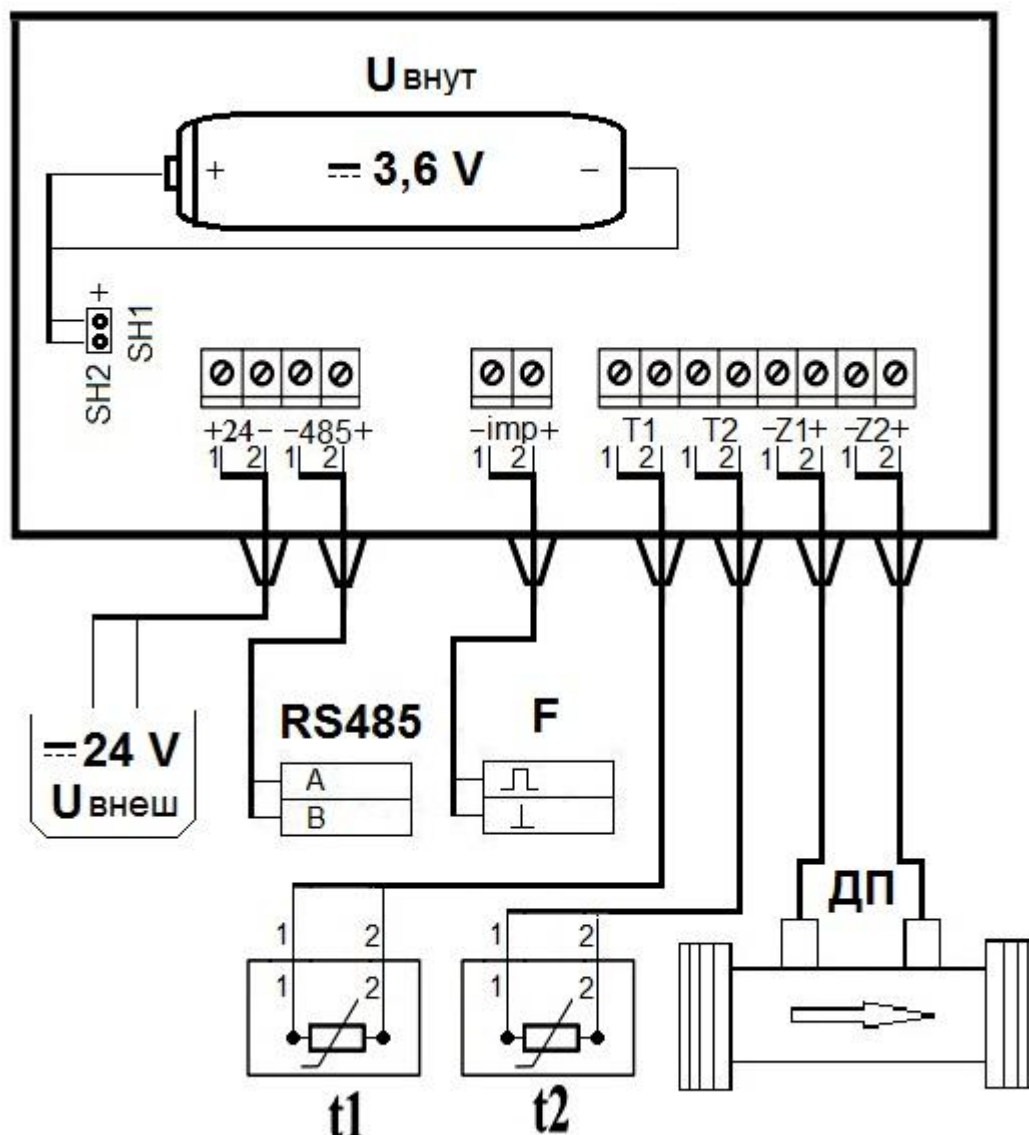 U внут
+ 3,6 V −
+
SH1
SH2
+24- -485+ -imp+ T1 T2 -Z1+ -Z2+
1 2 1 2 1 2 1 2 1 2 1 2 1 2
24 V
U внеш
RS485
A
B
F
ДП
1 2 1 2
1 2 1 2
t1 t2